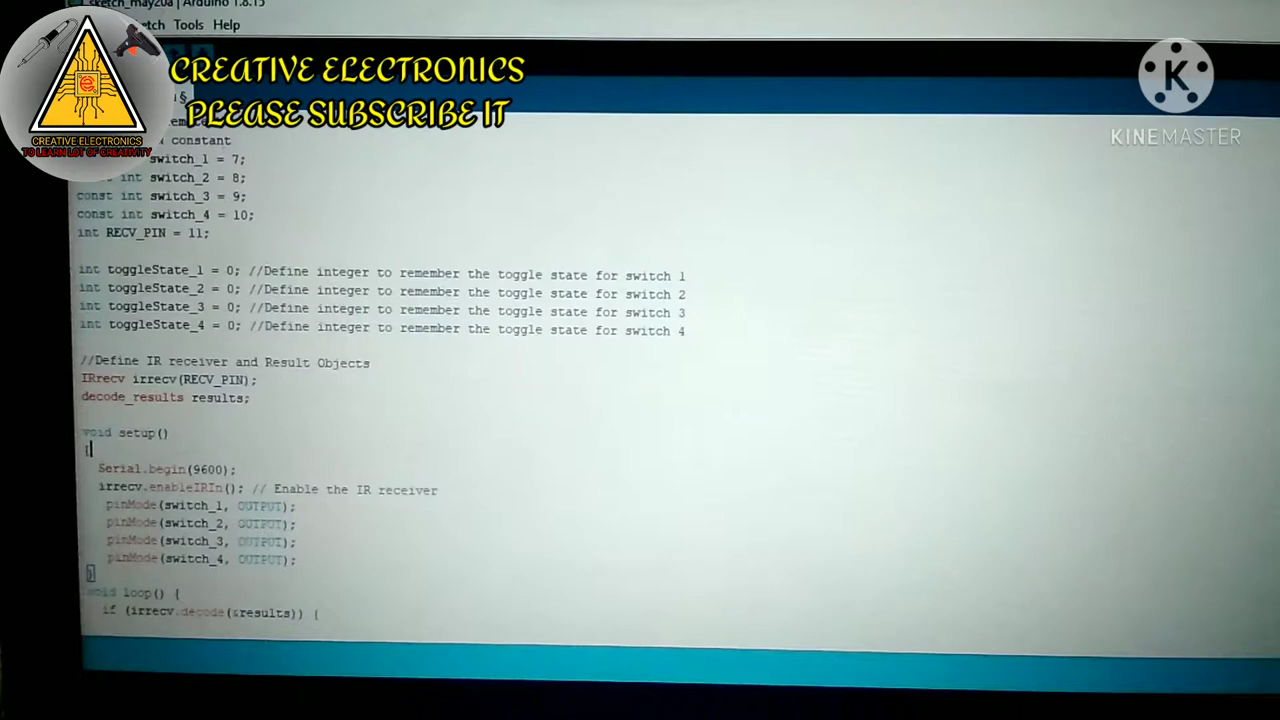 sketch_may20a | Arduino 1.8.15
etch Tools Help
CREATIVE ELECTRONICS
PLEASE SUBSCRIBE IT
CREATIVE ELECTRONICS
TO LEARN LOT OF CREATIVITY
K
KINEMASTER
constant
switch_1 = 7;
int switch_2 = 8;
const int switch_3 = 9;
const int switch_4 = 10;
int RECV_PIN = 11;
int toggleState_1 = 0; //Define integer to remember the toggle state for switch 1
int toggleState_2 = 0; //Define integer to remember the toggle state for switch 2
int toggleState_3 = 0; //Define integer to remember the toggle state for switch 3
int toggleState_4 = 0; //Define integer to remember the toggle state for switch 4
//Define IR receiver and Result Objects
IRrecv irrecv(RECV_PIN);
decode_results results;
void setup()
{
Serial.begin(9600);
irrecv.enableIRIn(); // Enable the IR receiver
pinMode(switch_1, OUTPUT);
pinMode(switch_2, OUTPUT);
pinMode(switch_3, OUTPUT);
pinMode(switch_4, OUTPUT);
}
void loop() {
if (irrecv.decode(&results)) {